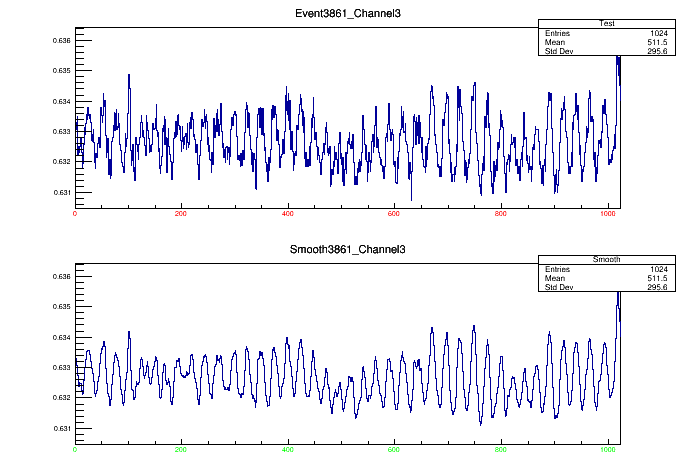 Event3861_Channel3
Test
Entries 1024
Mean 511.5
Std Dev 295.6
0.636
0.635
0.634
0.633
0.632
0.631
0 200 400 600 800 1000
Smooth3861_Channel3
Smooth
Entries 1024
Mean 511.5
Std Dev 295.6
0.636
0.635
0.634
0.633
0.632
0.631
0 200 400 600 800 1000